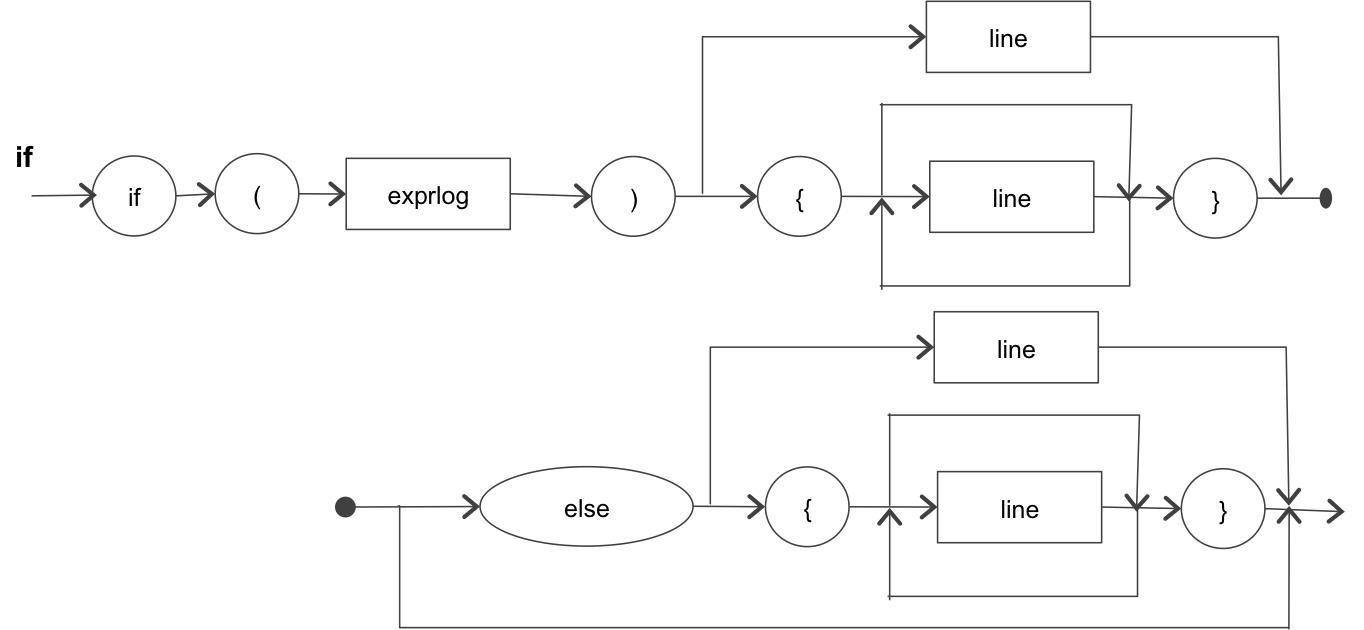 line
if
if ( exprlog ) { line }
line
else { line }